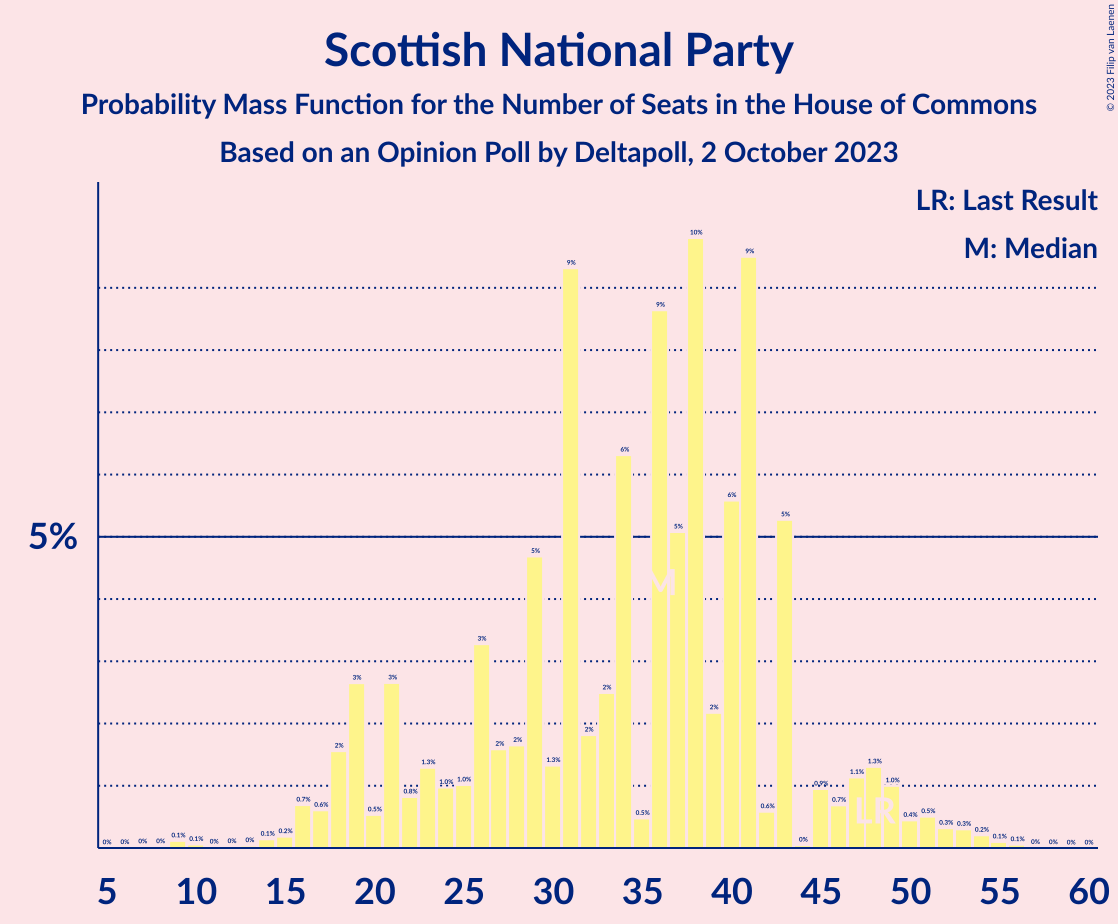 Scottish National Party
Probability Mass Function for the Number of Seats in the House of Commons
Based on an Opinion Poll by Deltapoll, 2 October 2023
© 2023 Filip van Laenen
LR: Last Result
M: Median
5%
0% 0% 0% 0% 0.1% 0.1% 0% 0% 0% 0.1% 0.2% 0.7% 0.6% 2% 3% 0.5% 3% 0.8% 1.3% 1.0% 1.0% 3% 2% 2% 5% 1.3% 9% 2% 2% 6% 0.5% 9% 5% 10% 2% 6% 9% 0.6% 5% 0% 0.9% 0.7% 1.1% 1.3% 1.0% 0.4% 0.5% 0.3% 0.3% 0.2% 0.1% 0.1% 0% 0% 0% 0%
M
LR
5 10 15 20 25 30 35 40 45 50 55 60